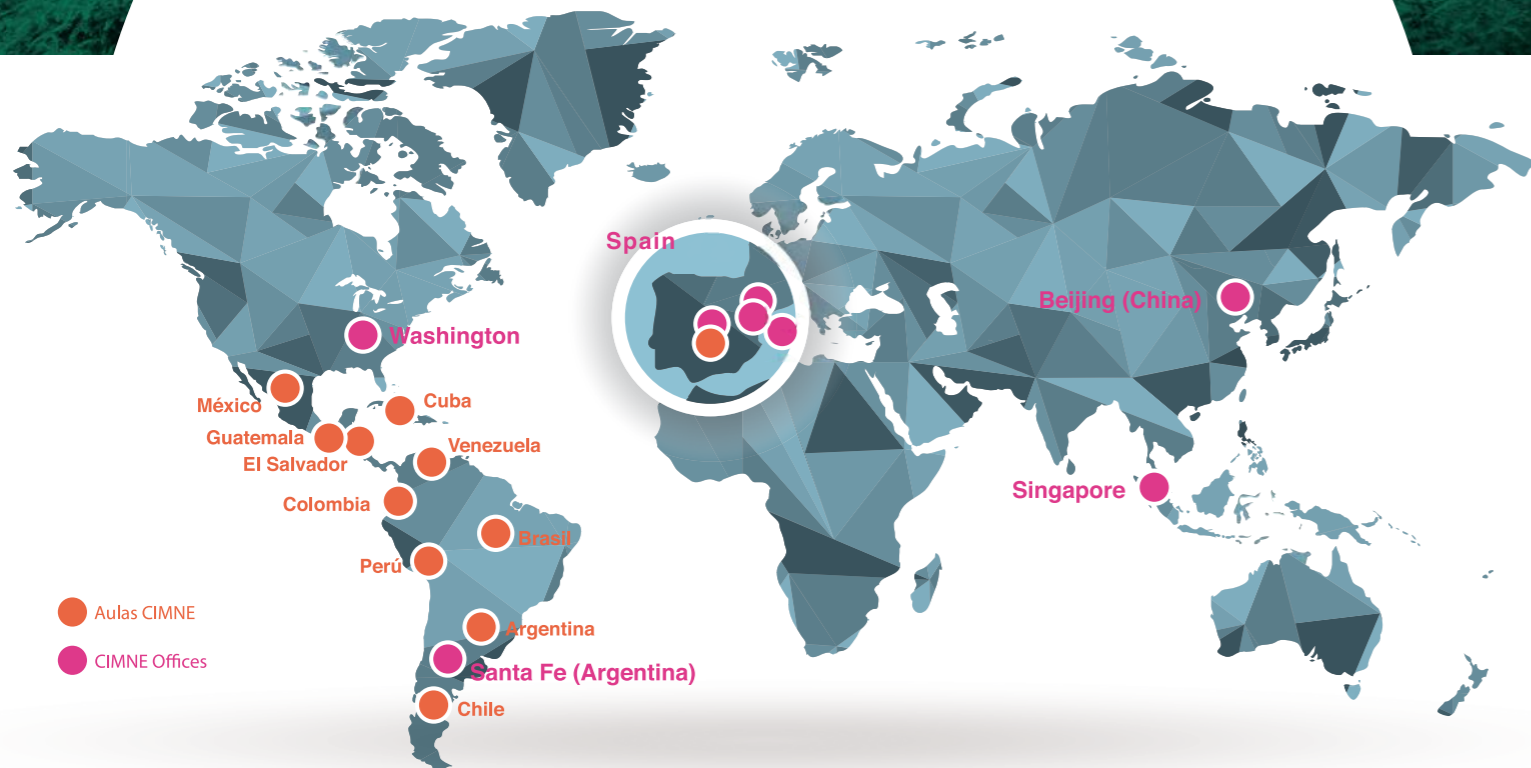 Spain
Beijing (China)
Washington
México
Cuba
Guatemala
Venezuela
El Salvador
Singapore
Colombia
Brasil
Perú
Aulas CIMNE
Argentina
CIMNE Offices
Santa Fe (Argentina)
Chile